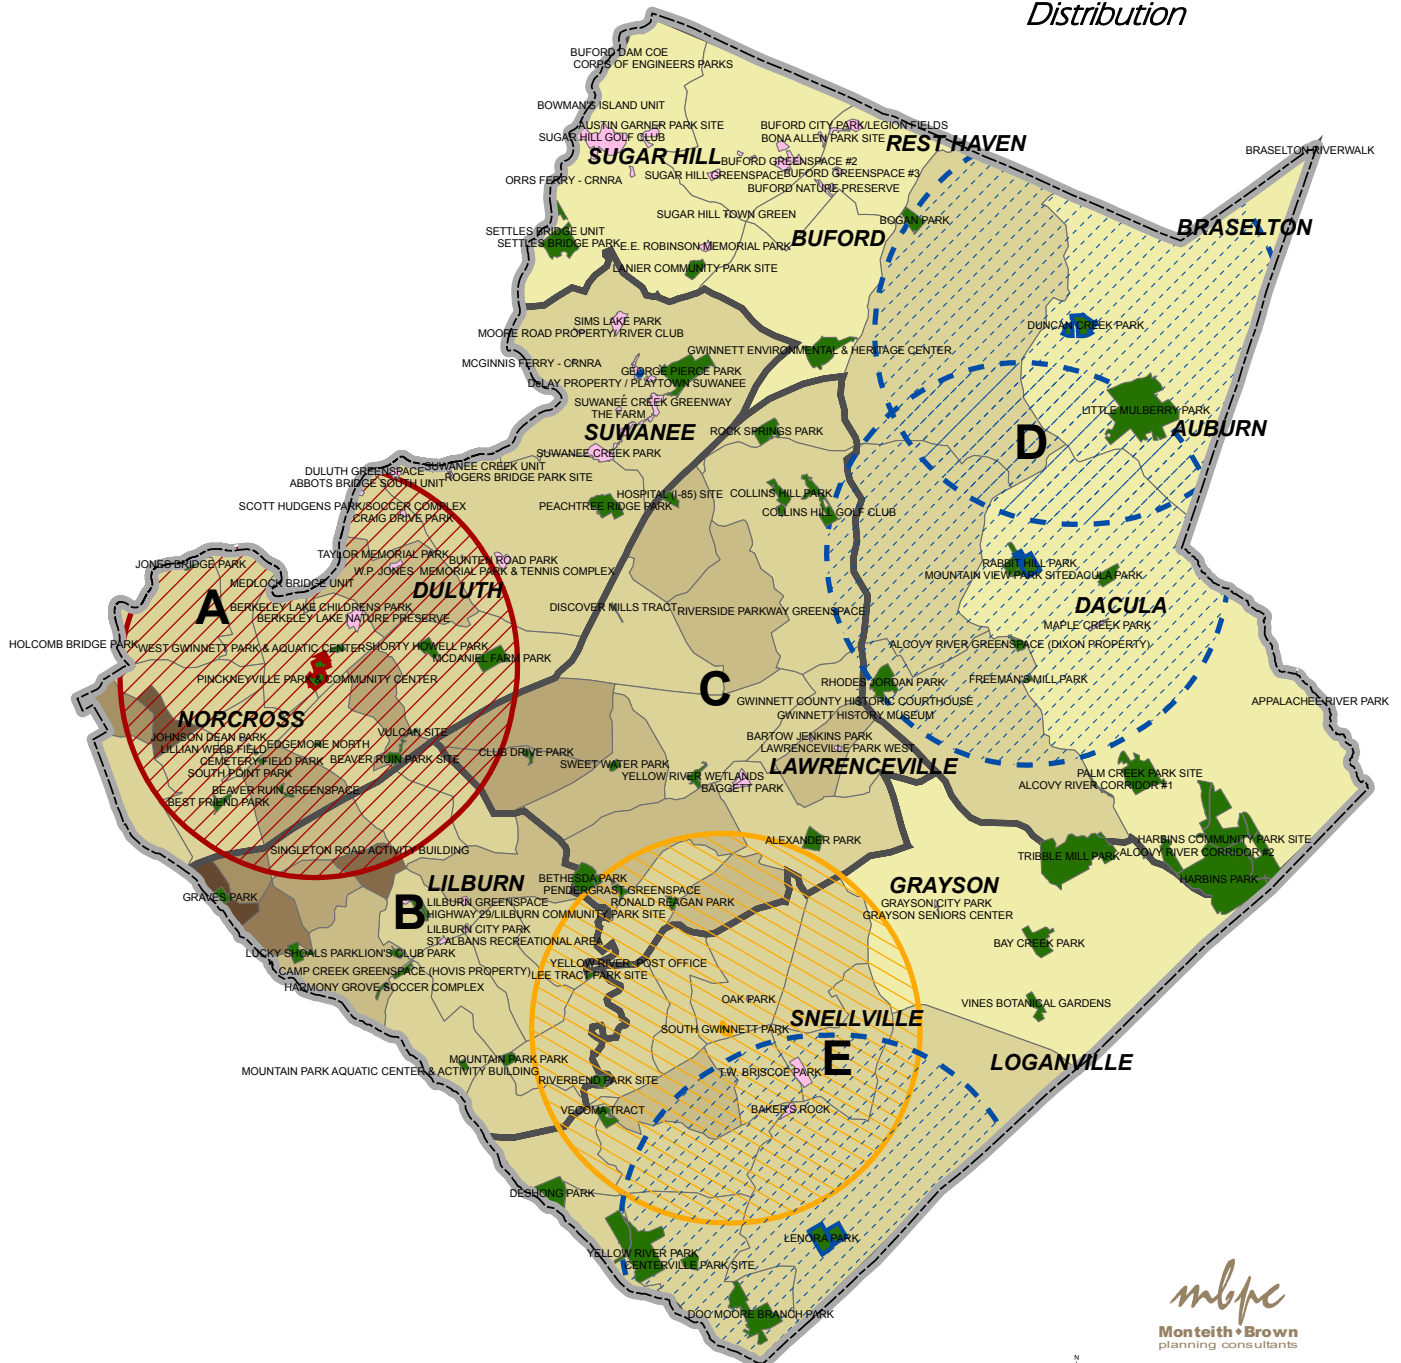 Distribution
BUFORD DAM COE
CORPS OF ENGINEERS PARKS
BOWMAN'S ISLAND UNIT
AUSTIN GARNER PARK SITE
SUGAR HILL GOLF CLUB
BUFORD CITY PARK/LEGION FIELDS
BONA ALLEN PARK SITE
REST HAVEN
BRASELTON RIVERWALK
SUGAR HILL
BUFORD GREENSPACE #2
SUGAR HILL GREENSPACE
BUFORD GREENSPACE #3
ORRS FERRY - CRNRA
BUFORD NATURE PRESERVE
SUGAR HILL TOWN GREEN
BOGAN PARK
BRASELTON
SETTLES BRIDGE UNIT
SETTLES BRIDGE PARK
E.E. ROBINSON MEMORIAL PARK
BUFORD
LANIER COMMUNITY PARK SITE
SIMS LAKE PARK
MOORE ROAD PROPERTY/ RIVER CLUB
DUNCAN CREEK PARK
GWINNETT ENVIRONMENTAL & HERITAGE CENTER
MCGINNIS FERRY - CRNRA
GEORGE PIERCE PARK
DeLAY PROPERTY / PLAYTOWN SUWANEE
SUWANEE CREEK GREENWAY
THE FARM
LITTLE MULBERRY PARK
SUWANEE
ROCK SPRINGS PARK
D
AUBURN
SUWANEE CREEK PARK
DULUTH GREENSPACE
SUWANEE CREEK UNIT
ABBOTS BRIDGE SOUTH UNIT
ROGERS BRIDGE PARK SITE
HOSPITAL (I-85) SITE
COLLINS HILL PARK
SCOTT HUDGENS PARK/SOCCER COMPLEX
PEACHTREE RIDGE PARK
COLLINS HILL GOLF CLUB
CRAIG DRIVE PARK
TAYLOR MEMORIAL PARK
BUNTEN ROAD PARK
JONES BRIDGE PARK
W.P. JONES MEMORIAL PARK & TENNIS COMPLEX
RABBIT HILL PARK
MOUNTAIN VIEW PARK SITE
DACULA PARK
MEDLOCK BRIDGE UNIT
DULUTH
A
BERKELEY LAKE CHILDRENS PARK
BERKELEY LAKE NATURE PRESERVE
DISCOVER MILLS TRACT
RIVERSIDE PARKWAY GREENSPACE
DACULA
MAPLE CREEK PARK
HOLCOMB BRIDGE PARK
WEST GWINNETT PARK & AQUATIC CENTER
SHORTY HOWELL PARK
MCDANIEL FARM PARK
ALCOVY RIVER GREENSPACE (DIXON PROPERTY)
PINCKNEYVILLE PARK & COMMUNITY CENTER
RHODES JORDAN PARK
FREEMAN'S MILL PARK
C
GWINNETT COUNTY HISTORIC COURTHOUSE
GWINNETT HISTORY MUSEUM
APPALACHEE RIVER PARK
NORCROSS
JOHNSON DEAN PARK
LILLIAN WEBB FIELD
EDGEMORE NORTH
VULCAN SITE
CEMETERY FIELD PARK
BEAVER RUIN PARK SITE
CLUB DRIVE PARK
BARTOW JENKINS PARK
LAWRENCEVILLE PARK WEST
SOUTH POINT PARK
SWEET WATER PARK
LAWRENCEVILLE
YELLOW RIVER WETLANDS
BAGGETT PARK
PALM CREEK PARK SITE
ALCOVY RIVER CORRIDOR #1
BEAVER RUIN GREENSPACE
BEST FRIEND PARK
SINGLETON ROAD ACTIVITY BUILDING
ALEXANDER PARK
HARBINS COMMUNITY PARK SITE
TRIBBLE MILL PARK
ALCOVY RIVER CORRIDOR #2
HARBINS PARK
LILBURN
BETHESDA PARK
PENDERGRAST GREENSPACE
RONALD REAGAN PARK
GRAYSON
GRAYSON CITY PARK
GRAYSON SENIORS CENTER
GRAVES PARK
B
LILBURN GREENSPACE
HIGHWAY 29/LILBURN COMMUNITY PARK SITE
LILBURN CITY PARK
ST. ALBANS RECREATIONAL AREA
BAY CREEK PARK
LUCKY SHOALS PARK
LION'S CLUB PARK
YELLOW RIVER POST OFFICE
LEE TRACT PARK SITE
CAMP CREEK GREENSPACE (HOVIS PROPERTY)
HARMONY GROVE SOCCER COMPLEX
OAK PARK
VINES BOTANICAL GARDENS
SNELLVILLE
SOUTH GWINNETT PARK
E
LOGANVILLE
MOUNTAIN PARK PARK
MOUNTAIN PARK AQUATIC CENTER & ACTIVITY BUILDING
T.W. BRISCOE PARK
RIVERBEND PARK SITE
VECOMA TRACT
BAKER'S ROCK
DESHONG PARK
LENORA PARK
YELLOW RIVER PARK
CENTERVILLE PARK SITE
DOC MOORE BRANCH PARK
mbpc
Monteith♦Brown
planning consultants
N